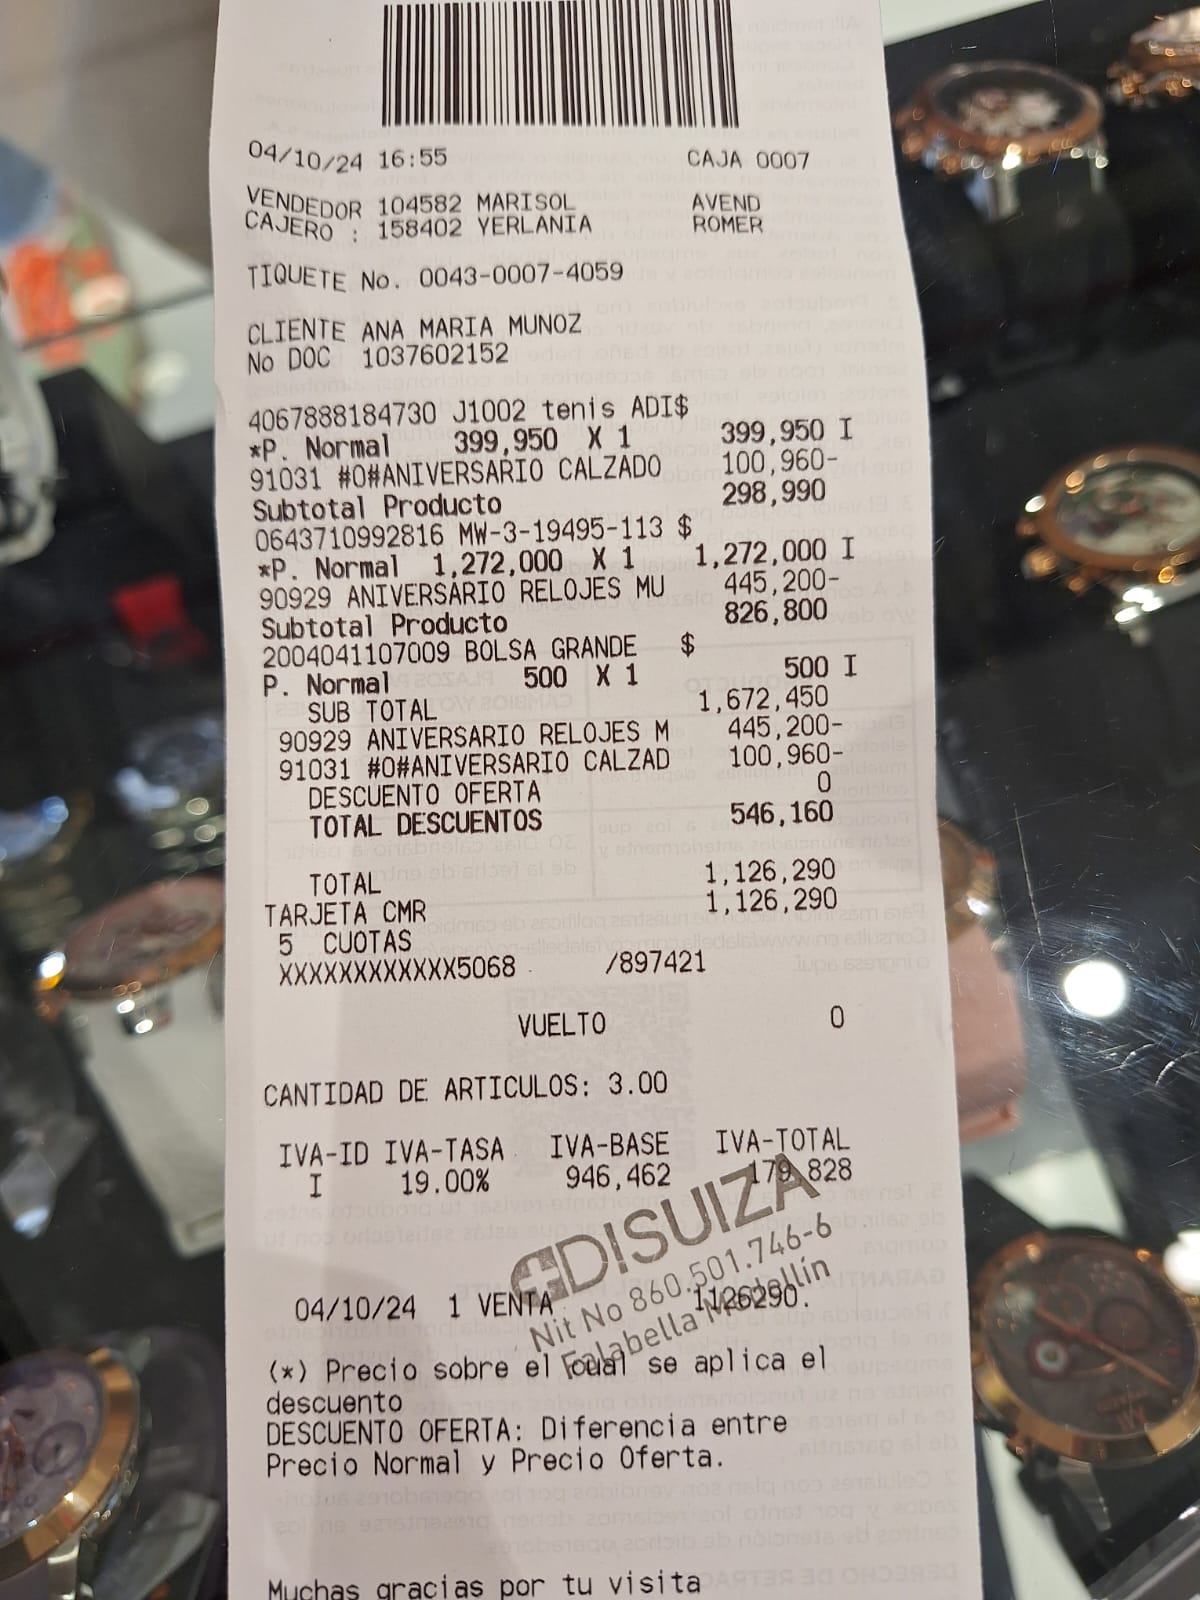 04/10/24 16:55 CAJA 0007
VENDEDOR 104582 MARISOL AVEND
CAJERO : 158402 YERLANIA ROMER
TIQUETE No. 0043-0007-4059
CLIENTE ANA MARIA MUNOZ
No DOC 1037602152
4067888184730 J1002 tenis ADI$
*P. Normal 399,950 X 1 399,950 I
91031 #O#ANIVERSARIO CALZADO 100,960-
Subtotal Producto 298,990
0643710992816 MW-3-19495-113 $
*P. Normal 1,272,000 X 1 1,272,000 I
90929 ANIVERSARIO RELOJES MU 445,200-
Subtotal Producto 826,800
2004041107009 BOLSA GRANDE $
P. Normal 500 X 1 500 I
SUB TOTAL 1,672,450
90929 ANIVERSARIO RELOJES M 445,200-
91031 #O#ANIVERSARIO CALZAD 100,960-
DESCUENTO OFERTA 0
TOTAL DESCUENTOS 546,160
TOTAL 1,126,290
TARJETA CMR 1,126,290
5 CUOTAS
XXXXXXXXXXXX5068 /897421
VUELTO 0
CANTIDAD DE ARTICULOS: 3.00
IVA-ID IVA-TASA IVA-BASE IVA-TOTAL
I 19.00% 946,462 179,828
DISUIZA
Nit No 860.501.746-6
Falabella Medellín
04/10/24 1 VENTA 1126290.
(*) Precio sobre el cual se aplica el
descuento
DESCUENTO OFERTA: Diferencia entre
Precio Normal y Precio Oferta.
Muchas gracias por tu visita